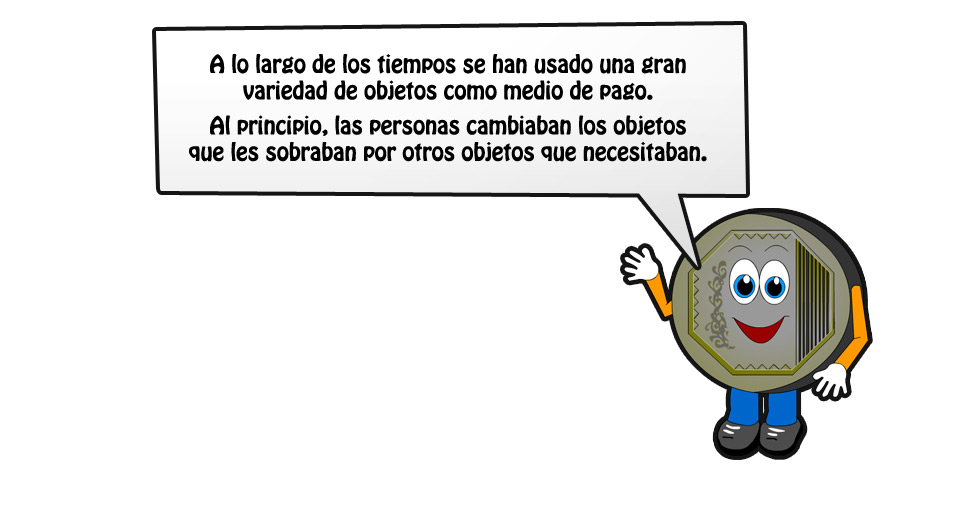 A lo largo de los tiempos se han usado una gran
variedad de objetos como medio de pago.
Al principio, las personas cambiaban los objetos
que les sobraban por otros objetos que necesitaban.